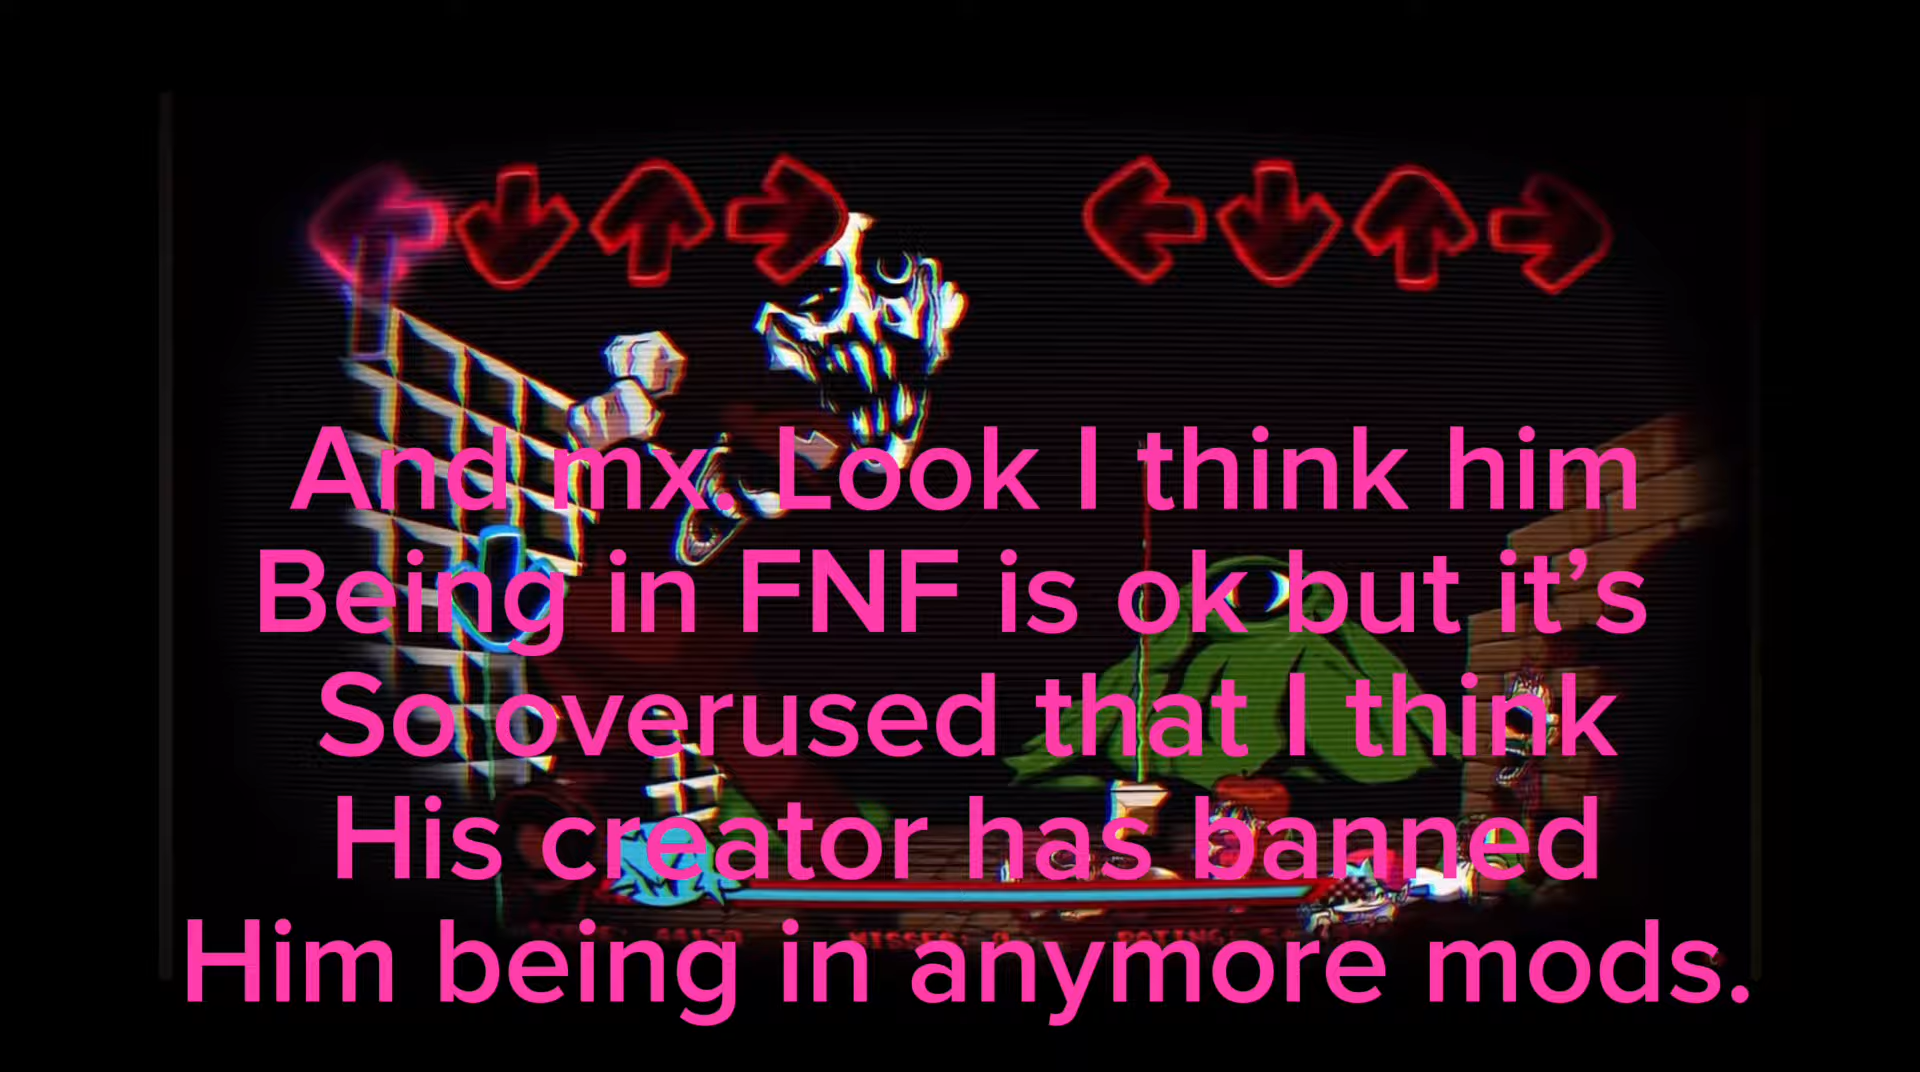 And mx. Look I think him
Being in FNF is ok but it’s
So overused that I think
His creator has banned
Him being in anymore mods.